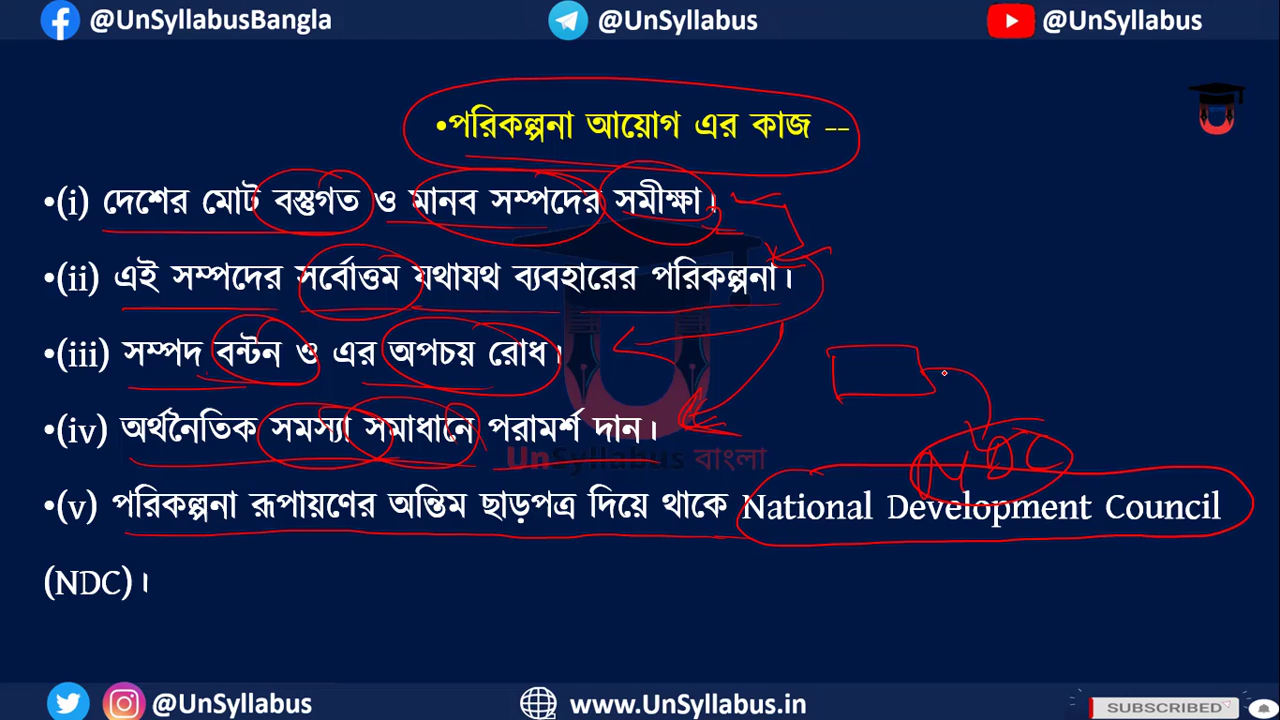 @UnSyllabusBangla @UnSyllabus @UnSyllabus
•পরিকল্পনা আয়োগ এর কাজ --
•(i) দেশের মোট বস্তুগত ও মানব সম্পদের সমীক্ষা।
•(ii) এই সম্পদের সর্বোত্তম যথাযথ ব্যবহারের পরিকল্পনা।
•(iii) সম্পদ বন্টন ও এর অপচয় রোধ।
•(iv) অর্থনৈতিক সমস্যা সমাধানে পরামর্শ দান।
UnSyllabus বাংলা
NDC
•(v) পরিকল্পনা রূপায়ণের অন্তিম ছাড়পত্র দিয়ে থাকে National Development Council
(NDC)।
@UnSyllabus www.UnSyllabus.in SUBSCRIBED